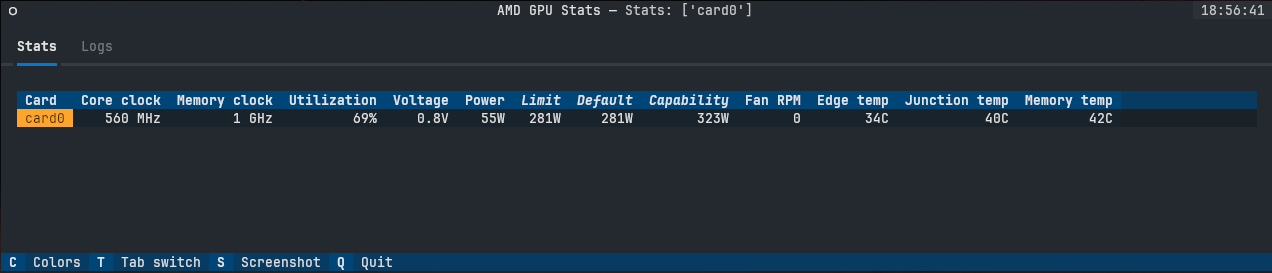 AMD GPU Stats — Stats: ['card0'] 18:56:41
Stats Logs
Card Core clock Memory clock Utilization Voltage Power Limit Default Capability Fan RPM Edge temp Junction temp Memory temp
card0 560 MHz 1 GHz 69% 0.8V 55W 281W 281W 323W 0 34C 40C 42C
C Colors T Tab switch S Screenshot Q Quit